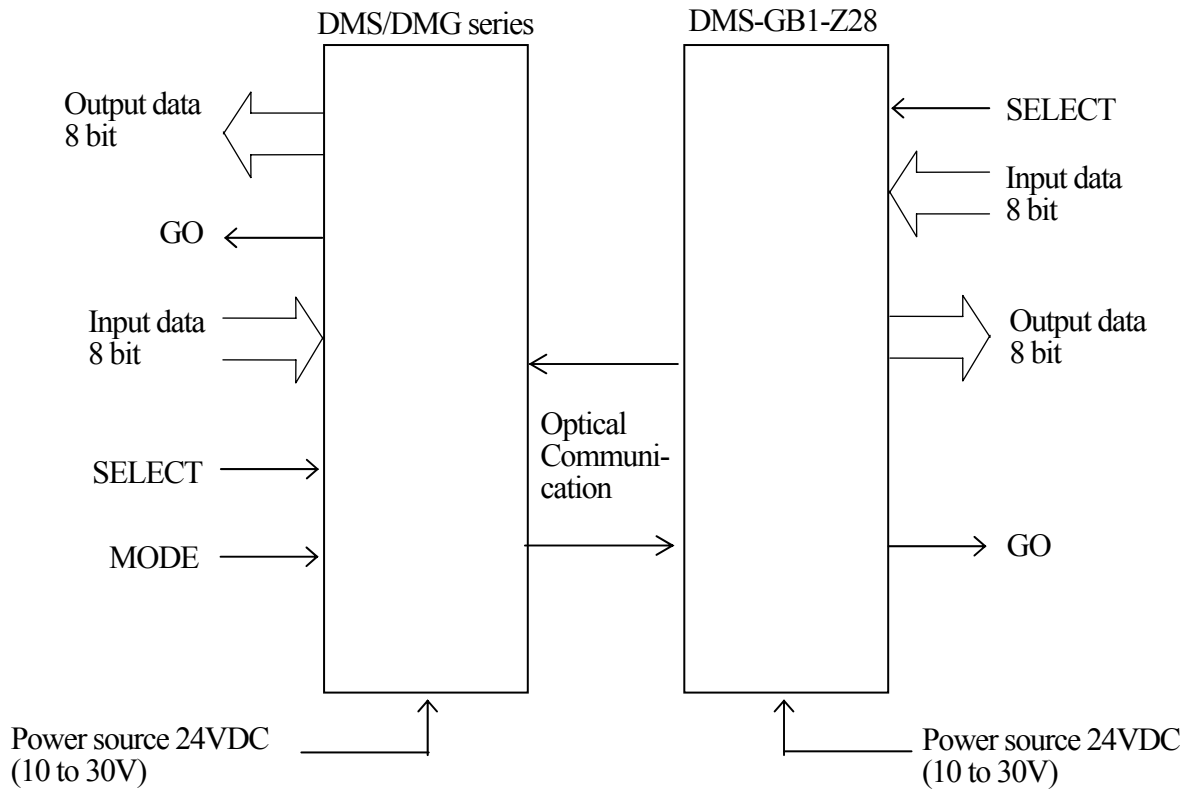 DMS/DMG series
DMS-GB1-Z28
Output data
8 bit
GO
Input data
8 bit
SELECT
MODE
Optical
Communi-
cation
SELECT
Input data
8 bit
Output data
8 bit
GO
Power source 24VDC
(10 to 30V)
Power source 24VDC
(10 to 30V)